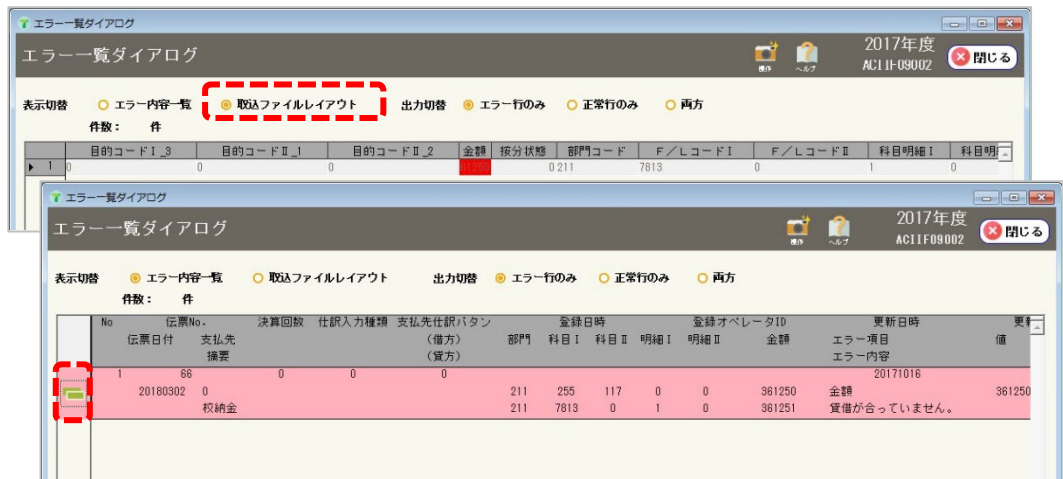 エラー一覧ダイアログ
エラー一覧ダイアログ
操作
ヘルプ
2017年度
ACIIF09002
閉じる
表示切替 エラー内容一覧 取込ファイルレイアウト 出力切替 エラー行のみ 正常行のみ 両方
件数： 件
目的コードⅠ_3 目的コードⅡ_1 目的コードⅡ_2 金額 按分状態 部門コード F／LコードⅠ F／LコードⅡ 科目明細Ⅰ 科目明
1 0 0 0 0 211 7813 0 1 0
エラー一覧ダイアログ
エラー一覧ダイアログ
操作
ヘルプ
2017年度
ACIIF09002
閉じる
表示切替 エラー内容一覧 取込ファイルレイアウト 出力切替 エラー行のみ 正常行のみ 両方
件数： 件
No 伝票No. 決算回数 仕訳入力種類 支払先仕訳パタン 登録日時 登録オペレータID 更新日時
伝票日付 支払先 （借方） 部門 科目Ⅰ 科目Ⅱ 明細Ⅰ 明細Ⅱ 金額 エラー項目 値
摘要 （貸方） エラー内容
1 66 0 0 0 20171016
20180302 0 211 255 117 0 0 361250 金額 361250
校納金 211 7813 0 1 0 361251 貸借が合っていません。